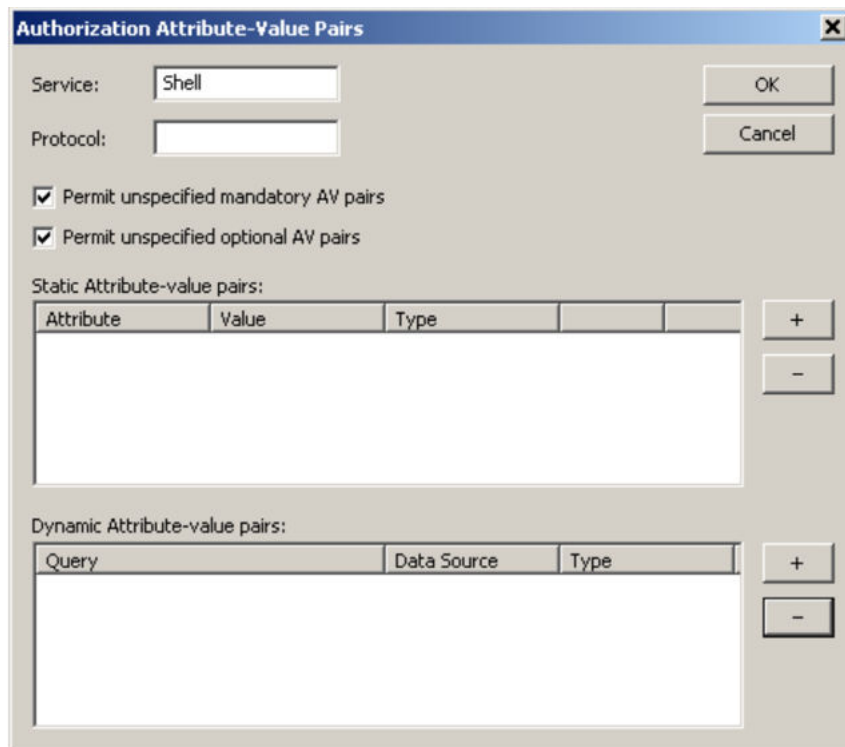 Authorization Attribute-Value Pairs
Service: Shell OK
Protocol: Cancel
Permit unspecified mandatory AV pairs
Permit unspecified optional AV pairs
Static Attribute-value pairs:
Attribute Value Type +
-
Dynamic Attribute-value pairs:
Query Data Source Type +
-